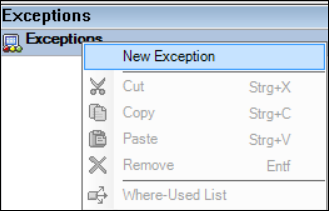 Exceptions
Exceptions
New Exception
Cut Strg+X
Copy Strg+C
Paste Strg+V
Remove Entf
Where-Used List